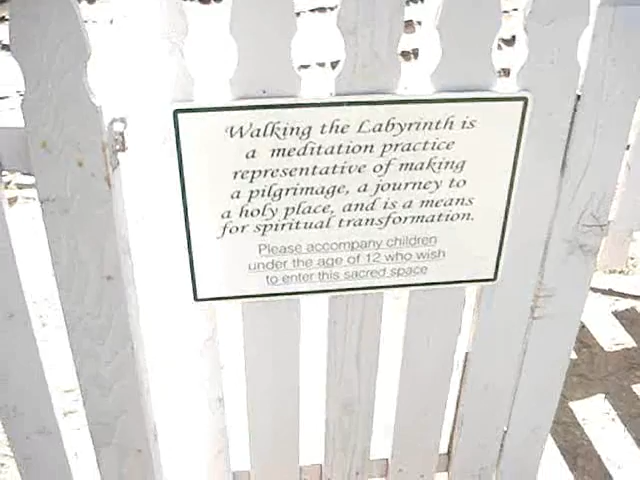 Walking the Labyrinth is
a meditation practice
representative of making
a pilgrimage, a journey to
a holy place, and is a means
for spiritual transformation.
Please accompany children
under the age of 12 who wish
to enter this sacred space